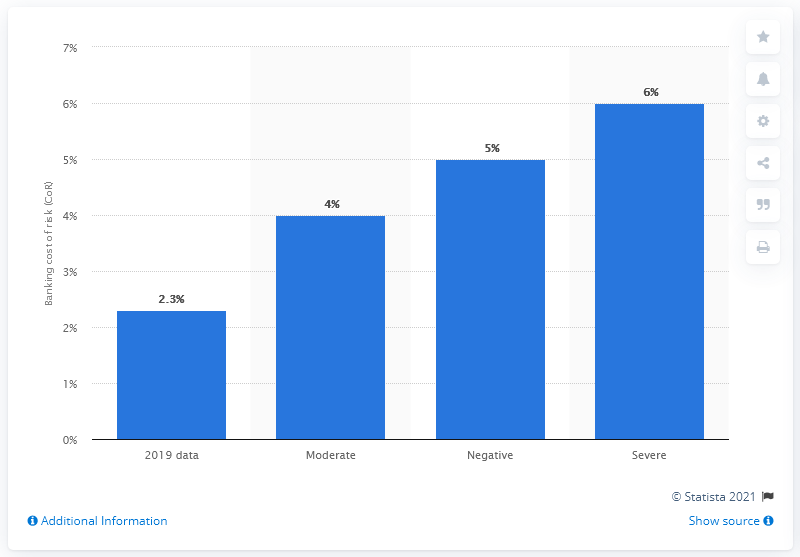 7%
6%
5%
4%
3%
2%
1%
0%
Banking cost of risk (CoR)
2.3%
4%
5%
6%
2019 data
Moderate
Negative
Severe
© Statista 2021
Additional Information
Show source